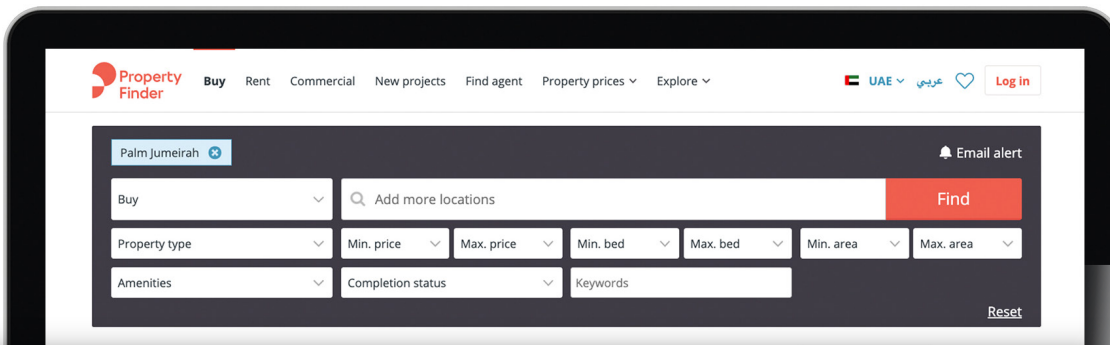 Property Finder
Buy Rent Commercial New projects Find agent Property prices Explore UAE عربي Log in
Palm Jumeirah Email alert
Buy Add more locations Find
Property type Min. price Max. price Min. bed Max. bed Min. area Max. area
Amenities Completion status Keywords
Reset